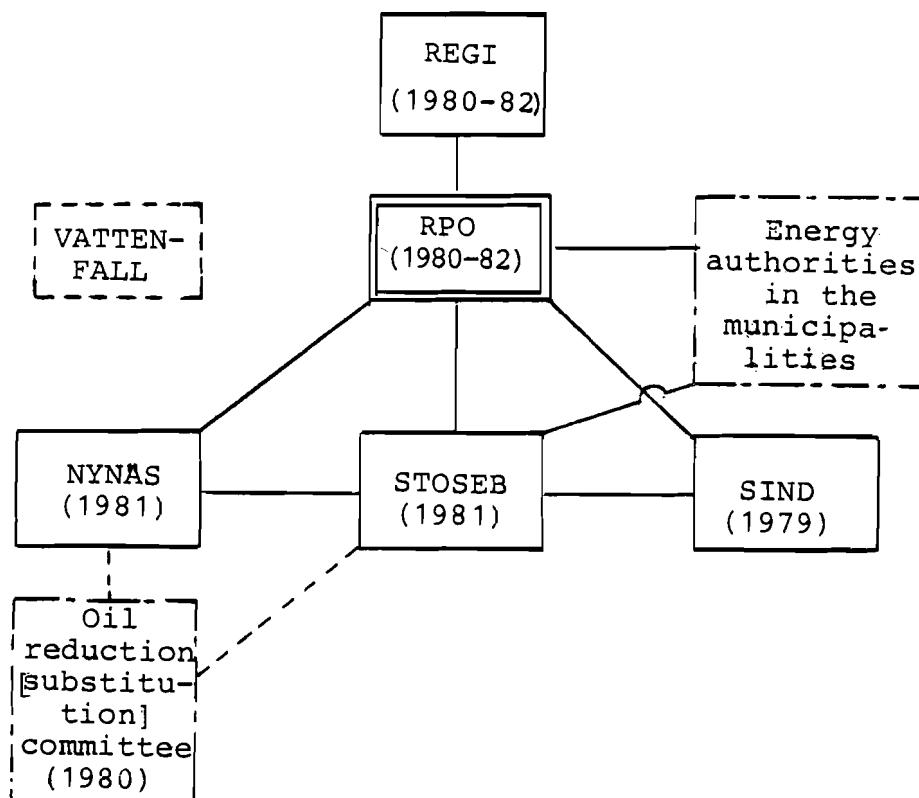 REGI
(1980-82)
VATTEN-
FALL
RPO
(1980-82)
Energy
authorities
in the
municipa-
lities
NYNÄS
(1981)
STOSEB
(1981)
SIND
(1979)
Oil
reduction
[substitu-
tion]
committee
(1980)